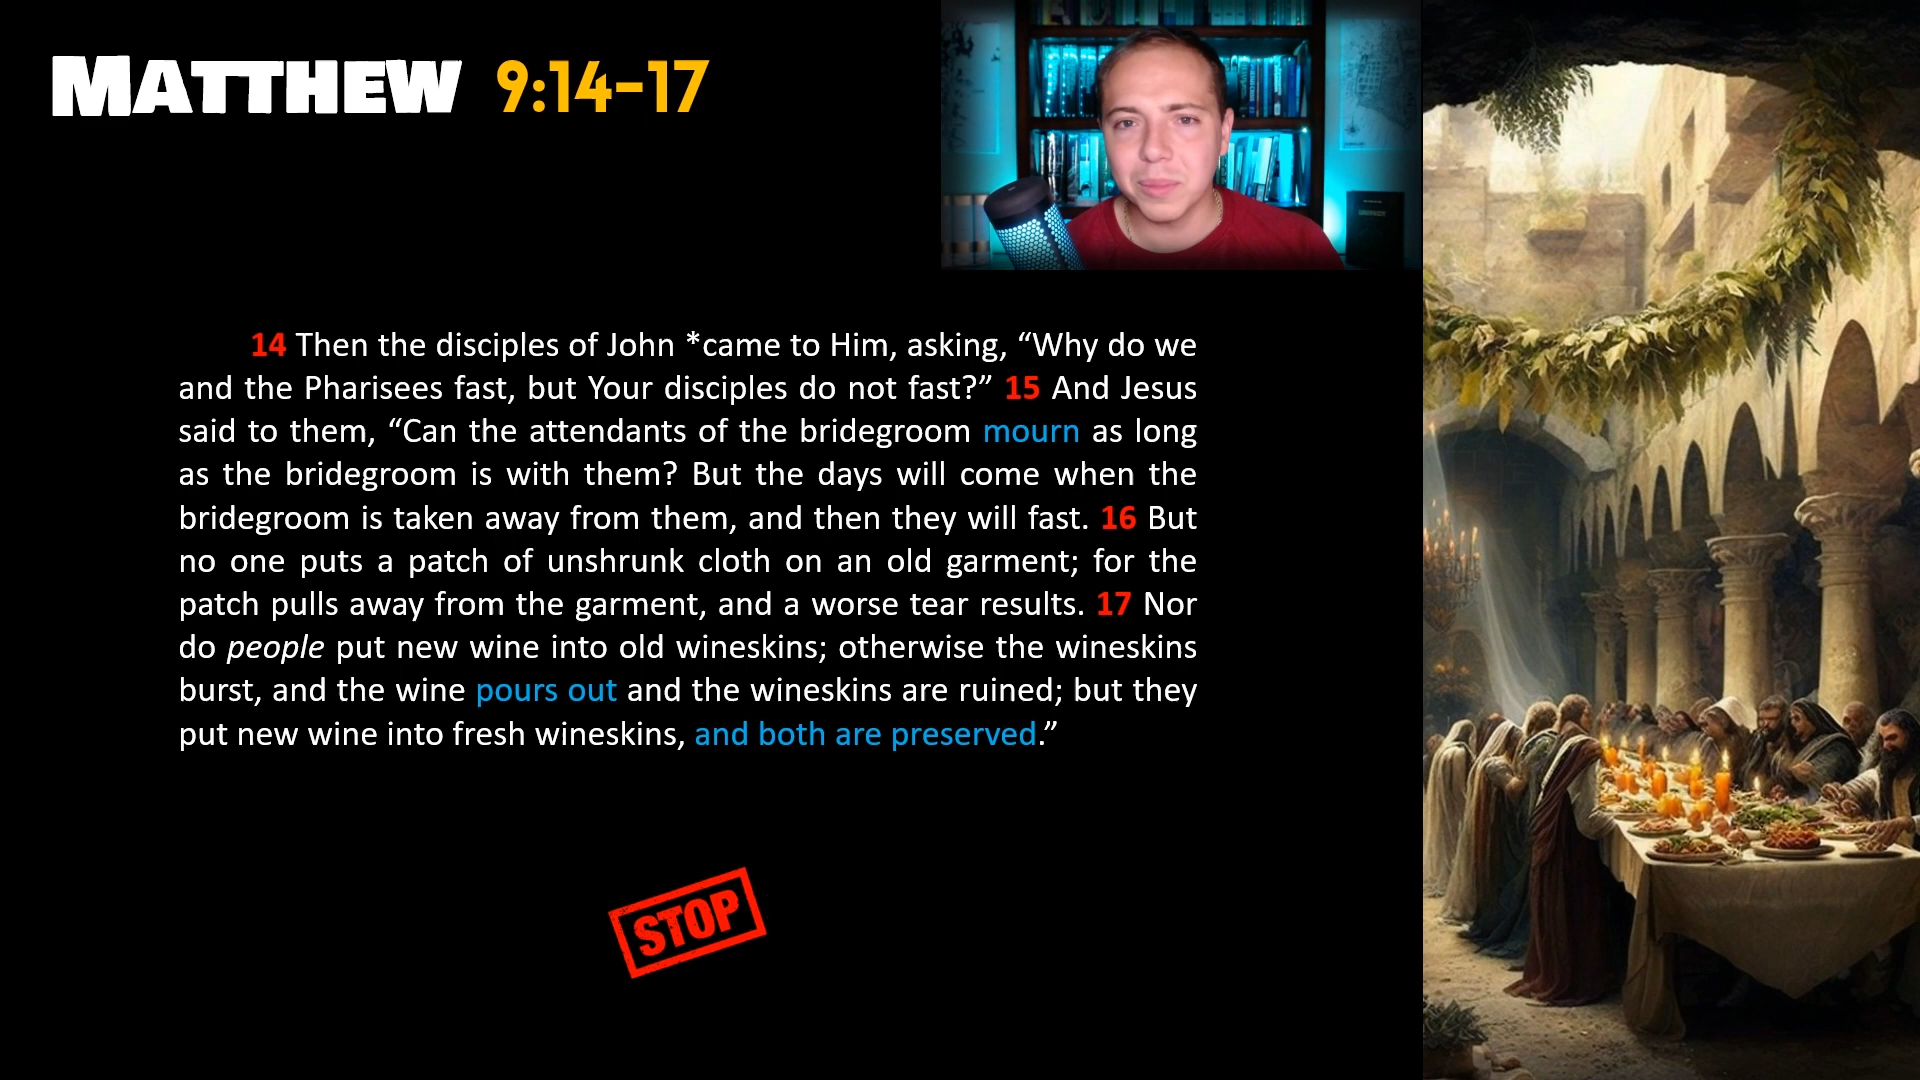 MATTHEW 9:14-17
14 Then the disciples of John *came to Him, asking, “Why do we
and the Pharisees fast, but Your disciples do not fast?” 15 And Jesus
said to them, “Can the attendants of the bridegroom mourn as long
as the bridegroom is with them? But the days will come when the
bridegroom is taken away from them, and then they will fast. 16 But
no one puts a patch of unshrunk cloth on an old garment; for the
patch pulls away from the garment, and a worse tear results. 17 Nor
do people put new wine into old wineskins; otherwise the wineskins
burst, and the wine pours out and the wineskins are ruined; but they
put new wine into fresh wineskins, and both are preserved.”
STOP